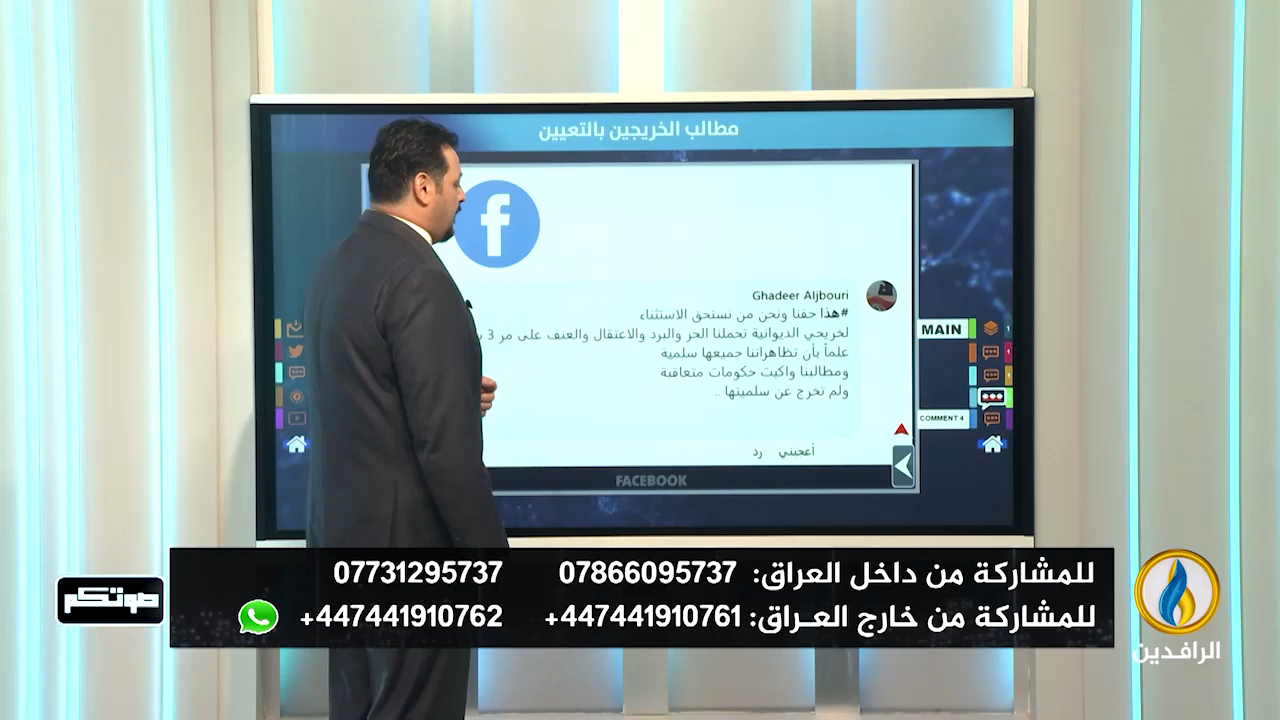 مطالب الخريجين بالتعيين
f
Ghadeer Aljbouri
#هذا حقنا ونحن من نستحق الاستثناء
لخريجي الديوانية تحملنا الحر والبرد والاعتقال والعنف على مر 3
علماً بأن تظاهراتنا جميعها سلمية
ومطالبنا واكبت حكومات متعاقبة
ولم تخرج عن سلميتها ..
أعجبني رد
FACEBOOK
MAIN
COMMENT 4
للمشاركة من داخل العراق: 07866095737 07731295737
للمشاركة من خارج العـراق: 447441910761+ 447441910762+
صوتكم
الرافدين